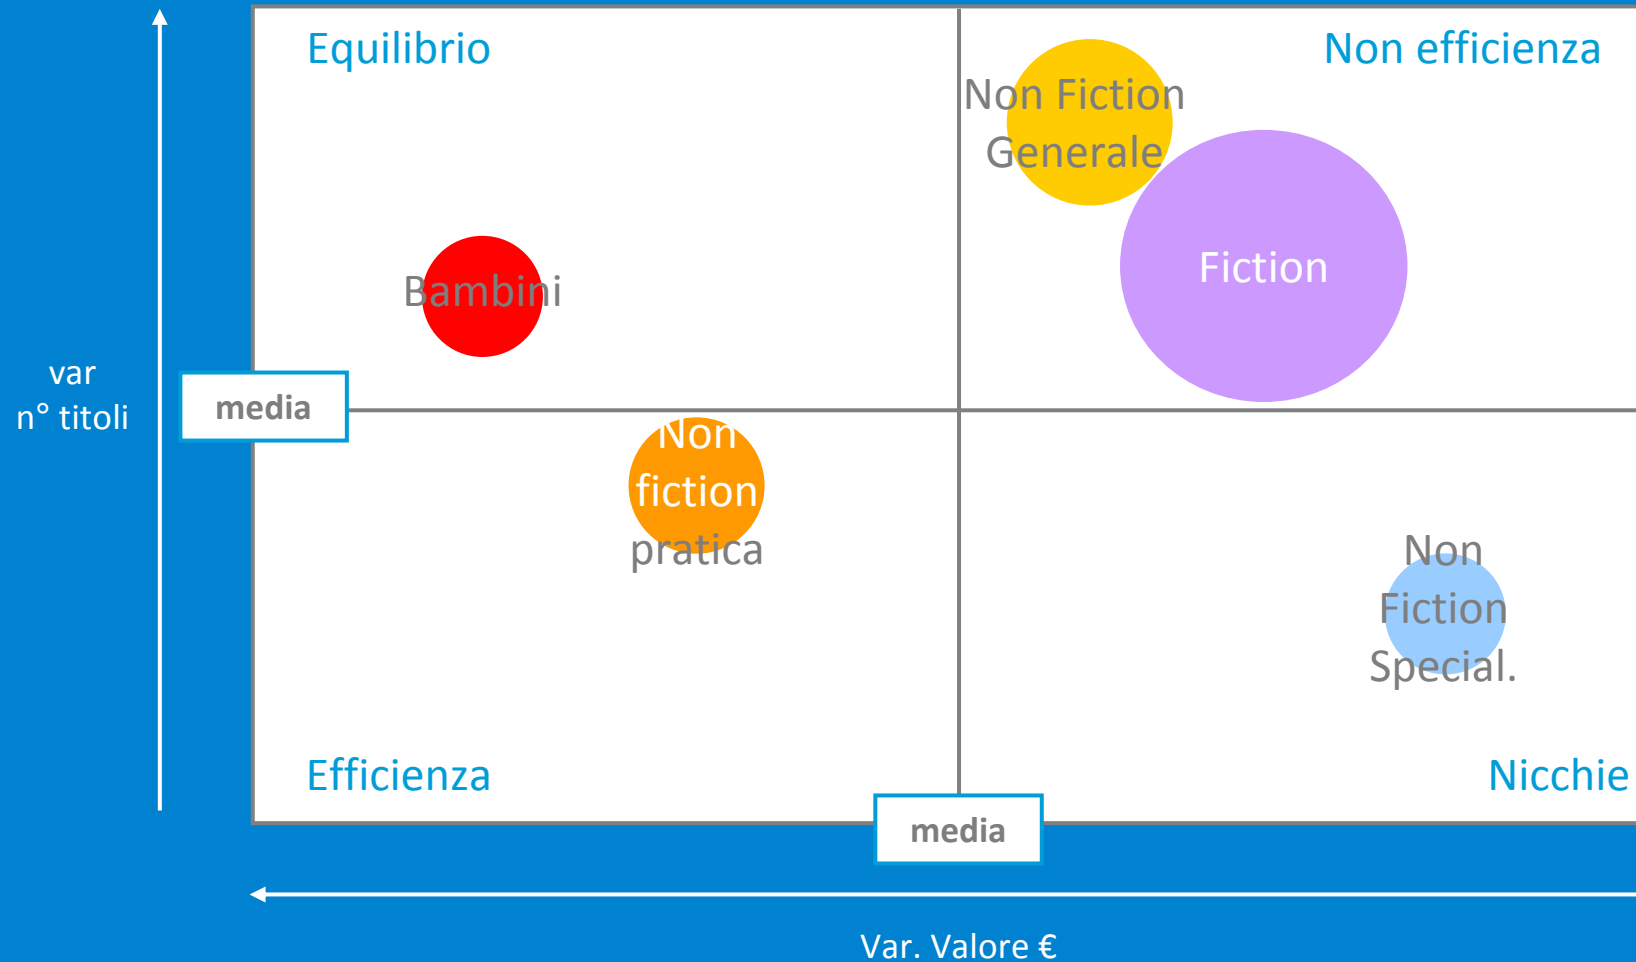 Equilibrio
Non efficienza
Non Fiction
Generale
Fiction
Bambini
var
n° titoli
media
Non
fiction
pratica
Non
Fiction
Special.
Efficienza
Nicchie
media
Var. Valore €